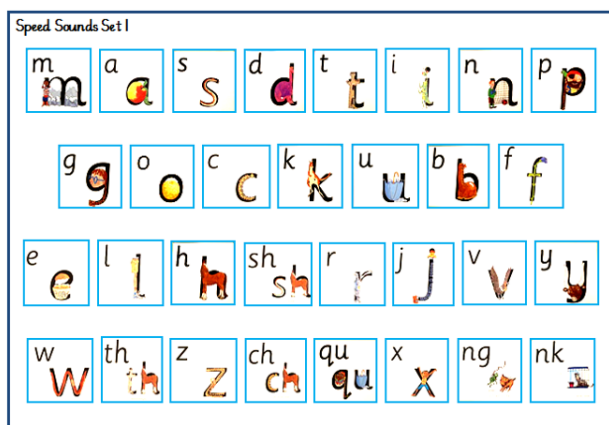 Speed Sounds Set 1
m a s d t i n p
g o c k u b f
e l h sh r j v y
w th z ch qu x ng nk